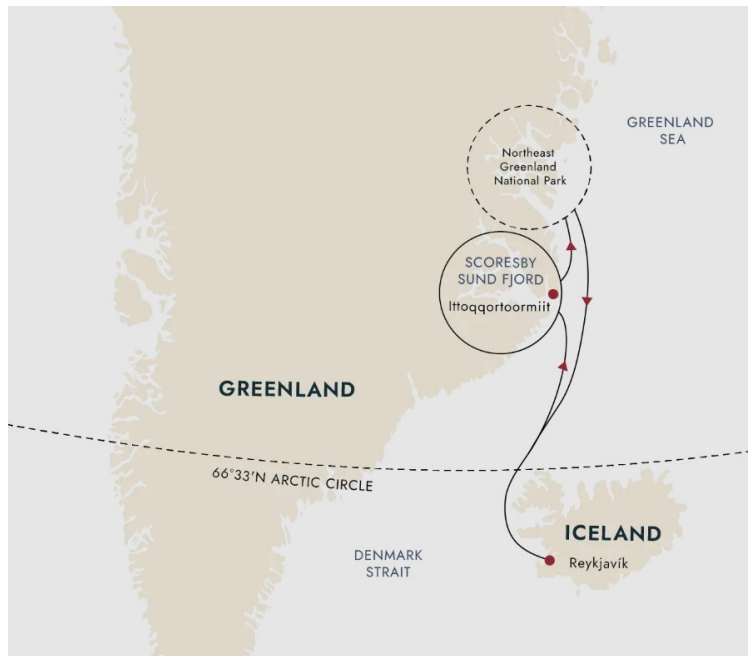 GREENLAND
SEA
Northeast
Greenland
National Park
SCORESBY
SUND FJORD
Ittoqqortoormiit
GREENLAND
66°33'N ARCTIC CIRCLE
ICELAND
DENMARK
STRAIT
Reykjavík